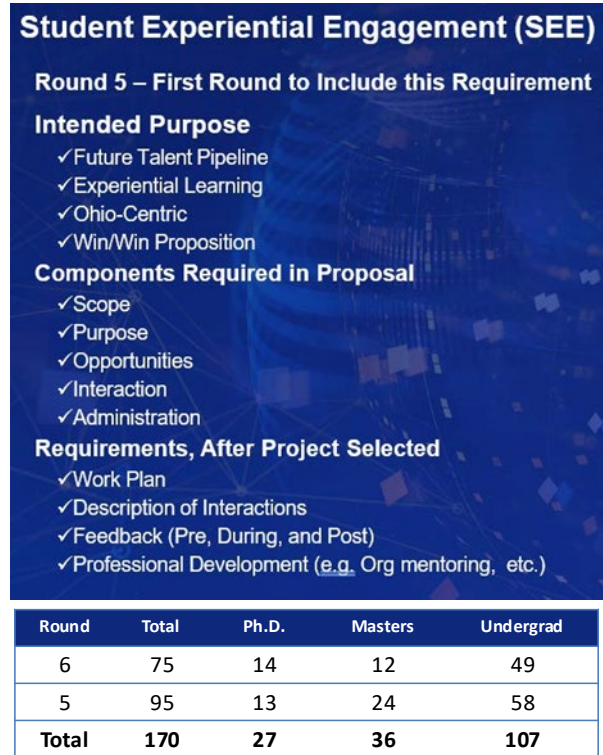 Student Experiential Engagement (SEE)
Round 5 – First Round to Include this Requirement
Intended Purpose
✓Future Talent Pipeline
✓Experiential Learning
✓Ohio-Centric
✓Win/Win Proposition
Components Required in Proposal
✓Scope
✓Purpose
✓Opportunities
✓Interaction
✓Administration
Requirements, After Project Selected
✓Work Plan
✓Description of Interactions
✓Feedback (Pre, During, and Post)
✓Professional Development (e.g. Org mentoring, etc.)
Round Total Ph.D. Masters Undergrad
6 75 14 12 49
5 95 13 24 58
Total 170 27 36 107